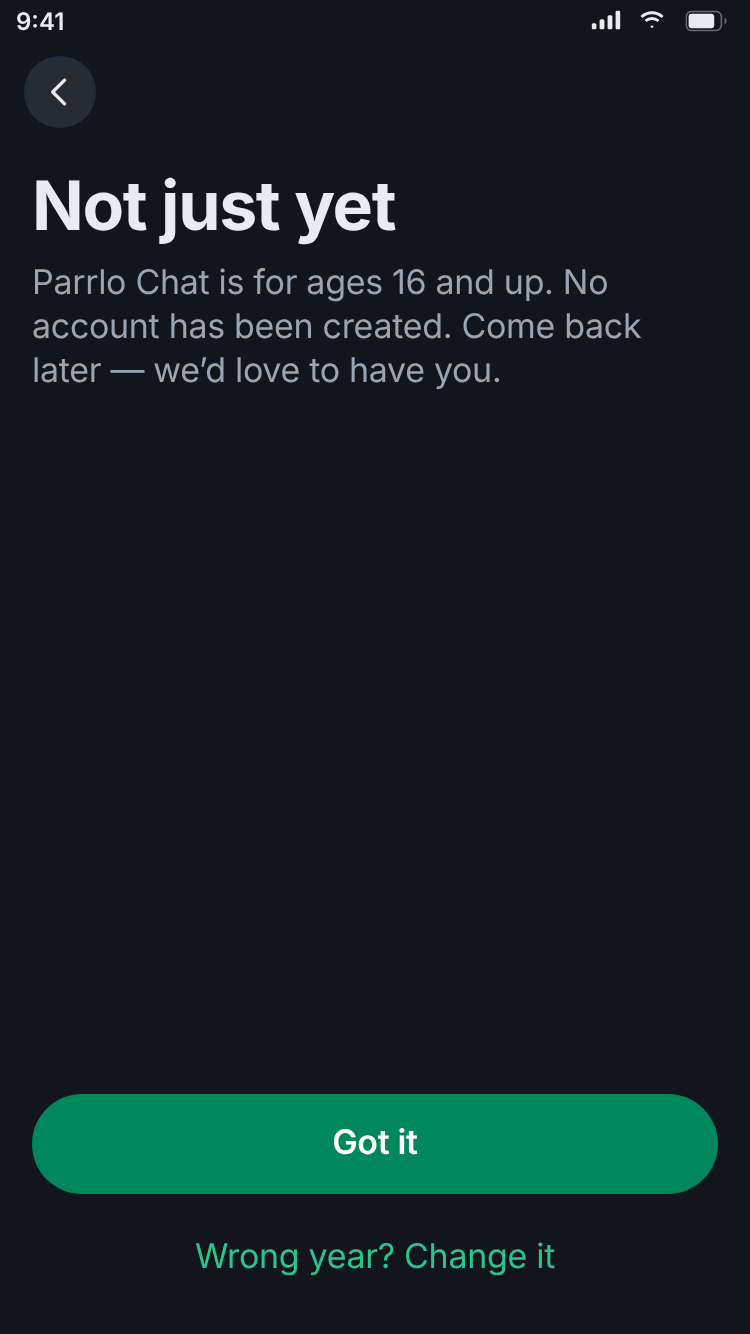 9:41
Not just yet
Parrlo Chat is for ages 16 and up. No
account has been created. Come back
later — we’d love to have you.
Got it
Wrong year? Change it